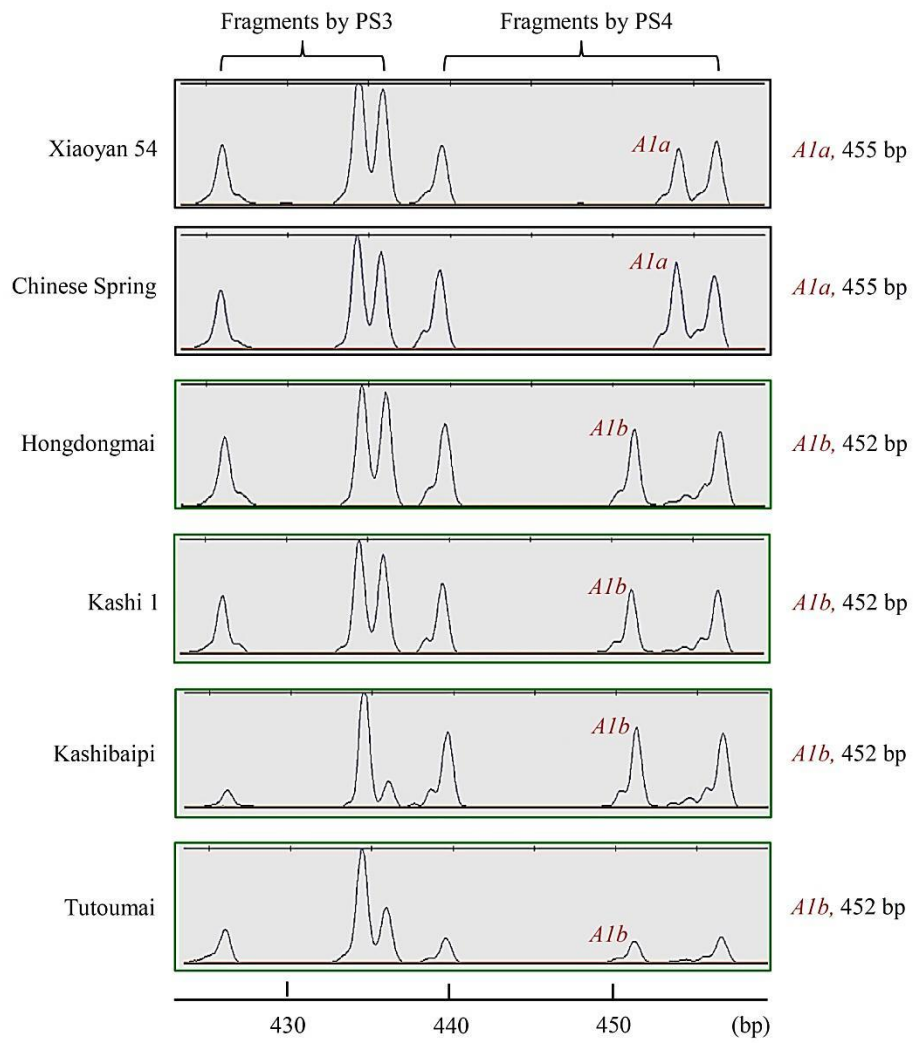 Fragments by PS3 Fragments by PS4
Xiaoyan 54 A1a A1a, 455 bp
Chinese Spring A1a A1a, 455 bp
Hongdongmai A1b A1b, 452 bp
Kashi 1 A1b A1b, 452 bp
Kashibaipi A1b A1b, 452 bp
Tutoumai A1b A1b, 452 bp
430 440 450 (bp)